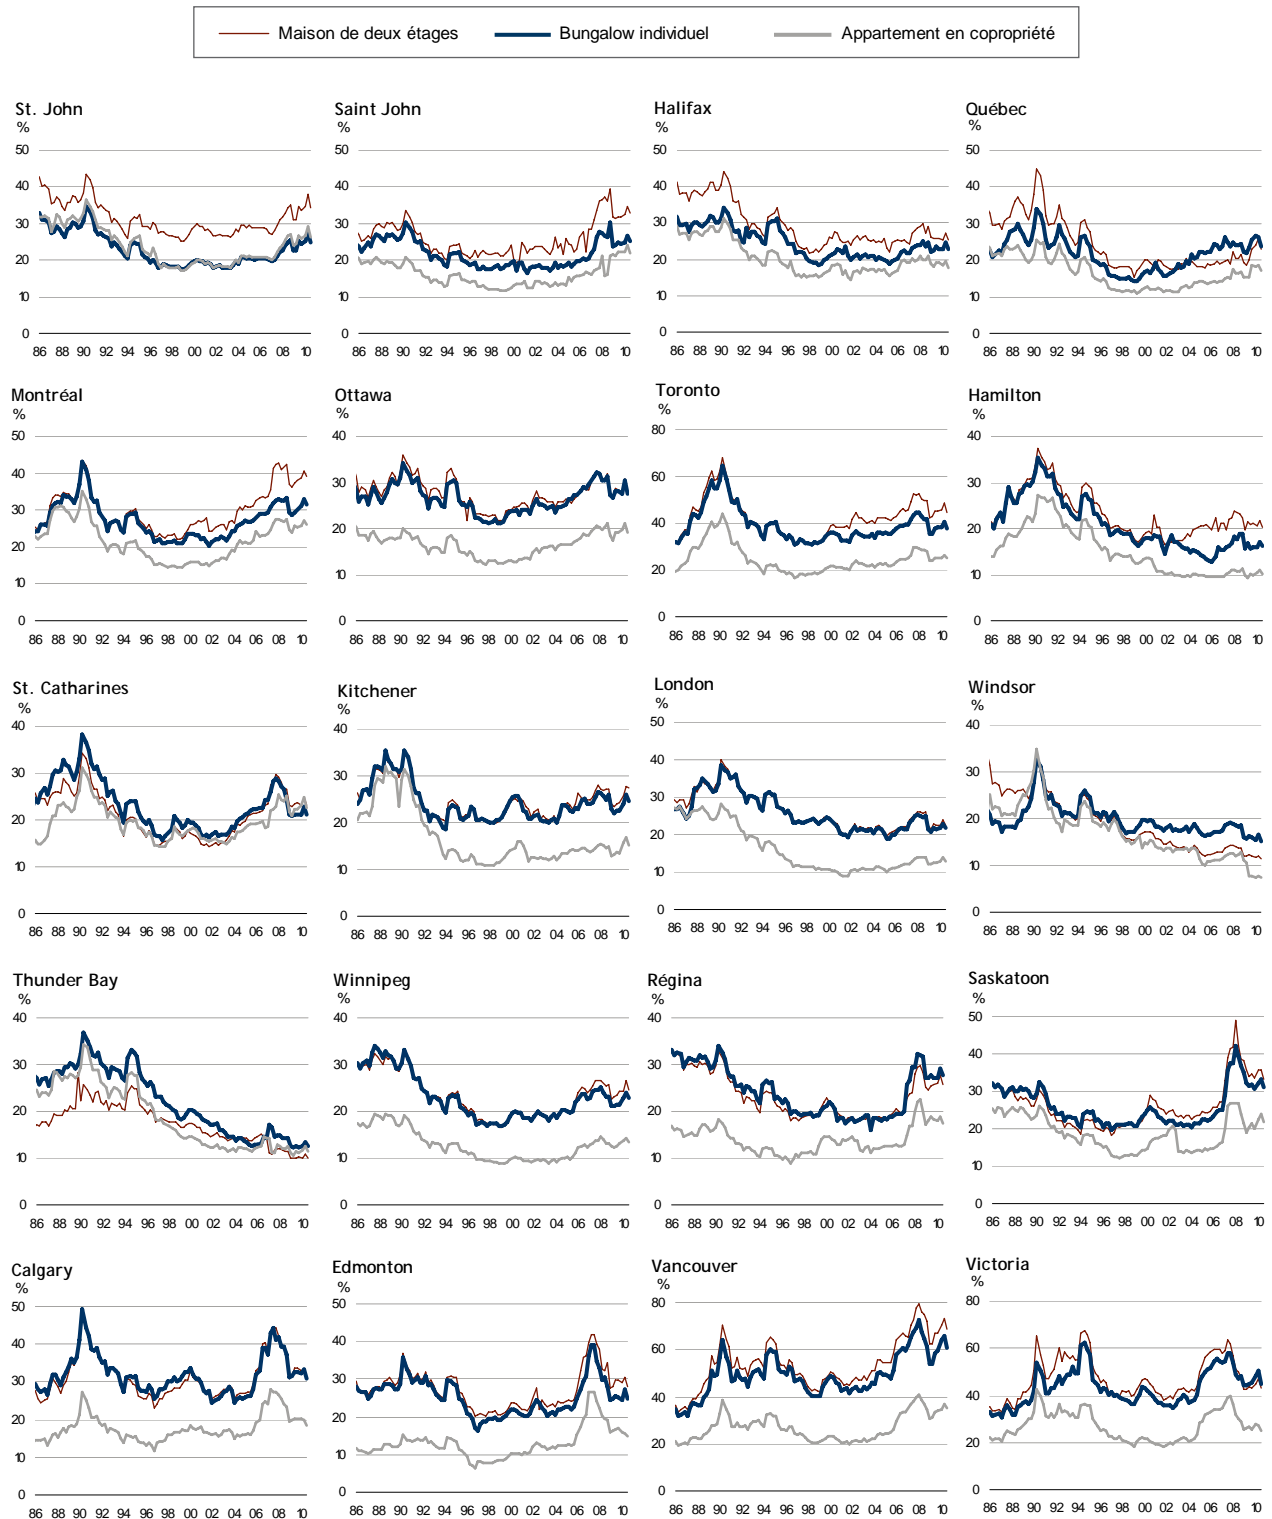 Maison de deux étages Bungalow individuel Appartement en copropriété
St. John Saint John Halifax Québec
% % % %
50 50 50 50
40 40 40 40
30 30 30 30
20 20 20 20
10 10 10 10
0 0 0 0
86 88 90 92 94 96 98 00 02 04 06 08 10 86 88 90 92 94 96 98 00 02 04 06 08 10 86 88 90 92 94 96 98 00 02 04 06 08 10 86 88 90 92 94 96 98 00 02 04 06 08 10
Montréal Ottawa Toronto Hamilton
% % % %
50 40 80 40
40 30 60 30
30 20 40 20
20 10 20 10
10 0 0 0
0
86 88 90 92 94 96 98 00 02 04 06 08 10 86 88 90 92 94 96 98 00 02 04 06 08 10 86 88 90 92 94 96 98 00 02 04 06 08 10 86 88 90 92 94 96 98 00 02 04 06 08 10
St. Catharines Kitchener London Windsor
% % % %
40 40 50 40
30 30 40 30
20 20 30 20
10 10 20 10
0 0 10 0
0
86 88 90 92 94 96 98 00 02 04 06 08 10 86 88 90 92 94 96 98 00 02 04 06 08 10 86 88 90 92 94 96 98 00 02 04 06 08 10 86 88 90 92 94 96 98 00 02 04 06 08 10
Thunder Bay Winnipeg Régina Saskatoon
% % % %
40 40 40 50
30 30 30 40
20 20 20 30
10 10 10 20
0 0 0 10
0
86 88 90 92 94 96 98 00 02 04 06 08 10 86 88 90 92 94 96 98 00 02 04 06 08 10 86 88 90 92 94 96 98 00 02 04 06 08 10 86 88 90 92 94 96 98 00 02 04 06 08 10
Calgary Edmonton Vancouver Victoria
% % % %
50 50 80 80
40 40 60 60
30 30 40 40
20 20 20 20
10 10 0 0
0 0
86 88 90 92 94 96 98 00 02 04 06 08 10 86 88 90 92 94 96 98 00 02 04 06 08 10 86 88 90 92 94 96 98 00 02 04 06 08 10 86 88 90 92 94 96 98 00 02 04 06 08 10